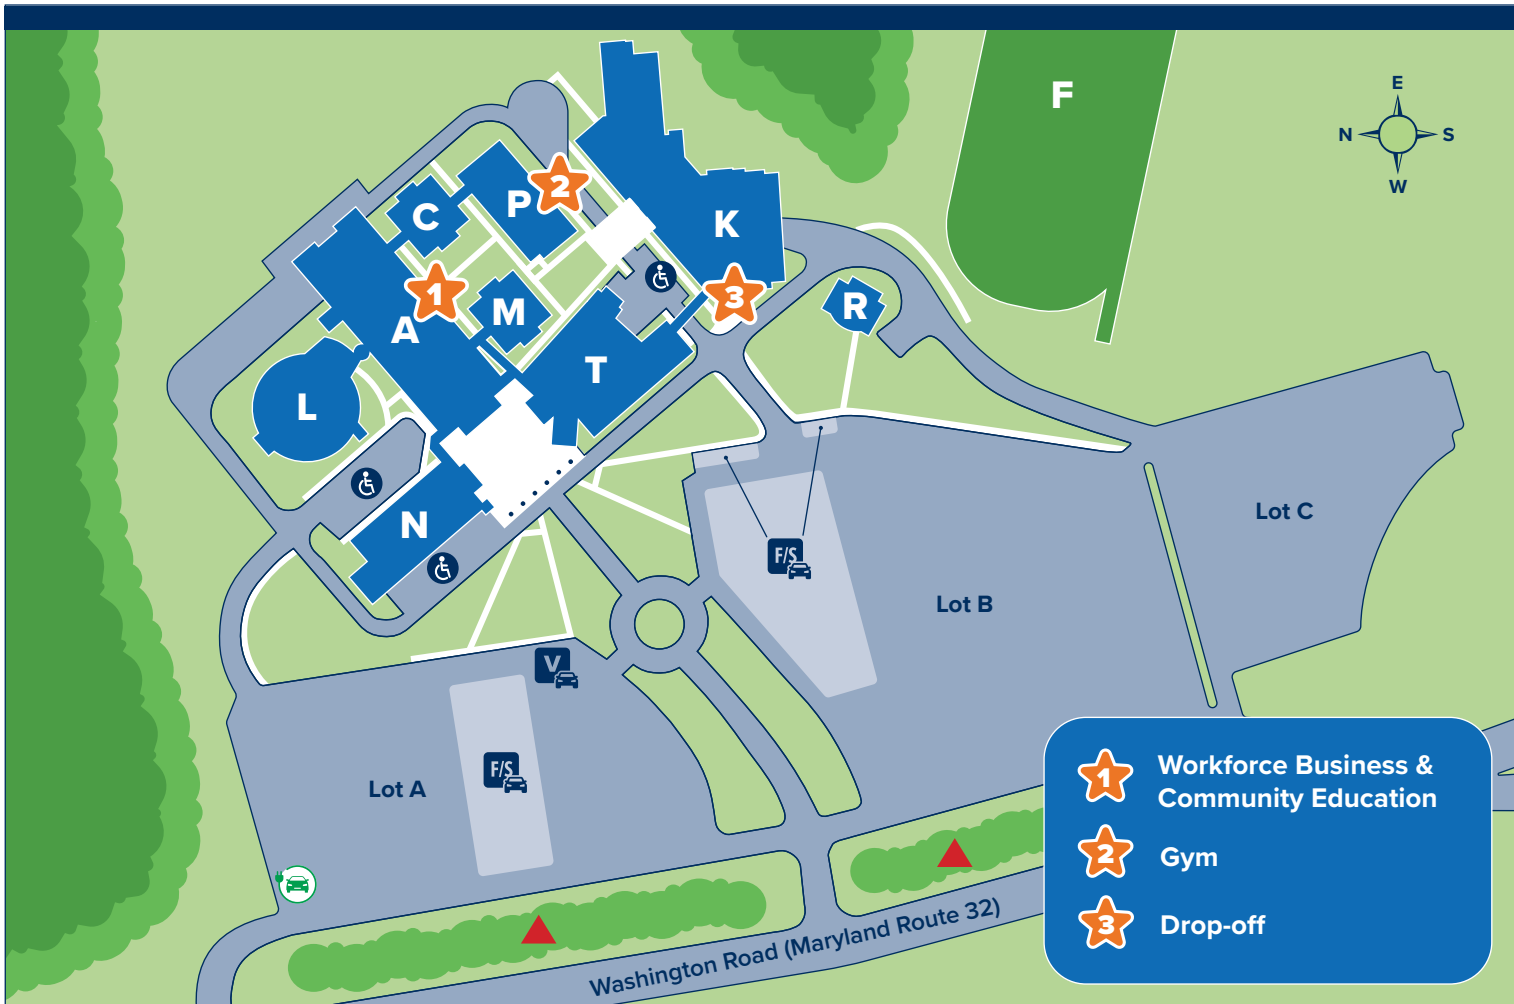 F
E
N S
W
2
P
C
K
1
3
M
R
A
T
L
N
Lot C
F/S
Lot B
V
F/S
Lot A
Washington Road (Maryland Route 32)
1 Workforce Business &
Community Education
2 Gym
3 Drop-off